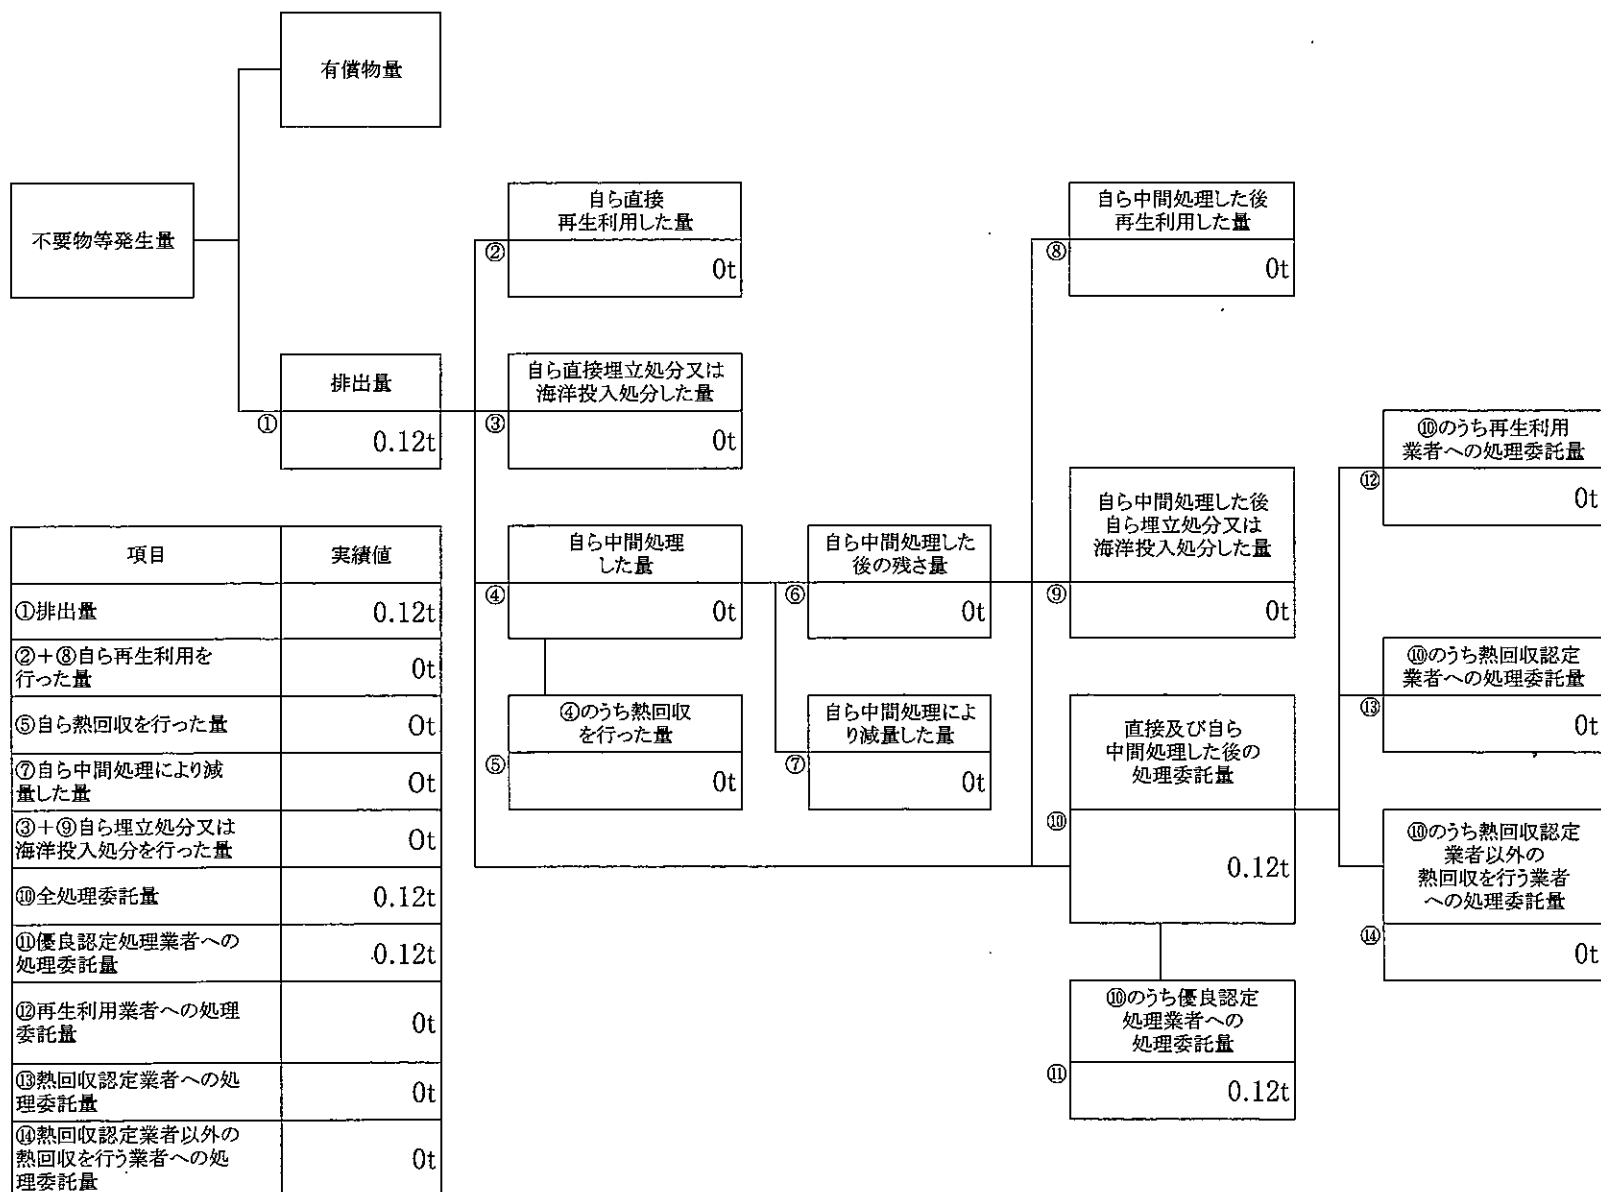 有償物量
不要物等発生量
排出量
①
0.12t
自ら直接
再生利用した量
②
0t
自ら直接埋立処分又は
海洋投入処分した量
③
0t
自ら中間処理
した量
④
0t
④のうち熱回収
を行った量
⑤
0t
自ら中間処理した
後の残さ量
⑥
0t
自ら中間処理によ
り減量した量
⑦
0t
自ら中間処理した後
再生利用した量
⑧
0t
自ら中間処理した後
自ら埋立処分又は
海洋投入処分した量
⑨
0t
直接及び自ら
中間処理した後の
処理委託量
⑩
0.12t
⑩のうち優良認定
処理業者への
処理委託量
⑪
0.12t
⑩のうち再生利用
業者への処理委託量
⑫
0t
⑩のうち熱回収認定
業者への処理委託量
⑬
0t
⑩のうち熱回収認定
業者以外の
熱回収を行う業者
への処理委託量
⑭
0t
項目 実績値
①排出量 0.12t
②+⑧自ら再生利用を
行った量 0t
⑤自ら熱回収を行った量 0t
⑦自ら中間処理により減
量した量 0t
③+⑨自ら埋立処分又は
海洋投入処分を行った量 0t
⑩全処理委託量 0.12t
⑪優良認定処理業者への
処理委託量 0.12t
⑫再生利用業者への処理
委託量 0t
⑬熱回収認定業者への処
理委託量 0t
⑭熱回収認定業者以外の
熱回収を行う業者への処
理委託量 0t